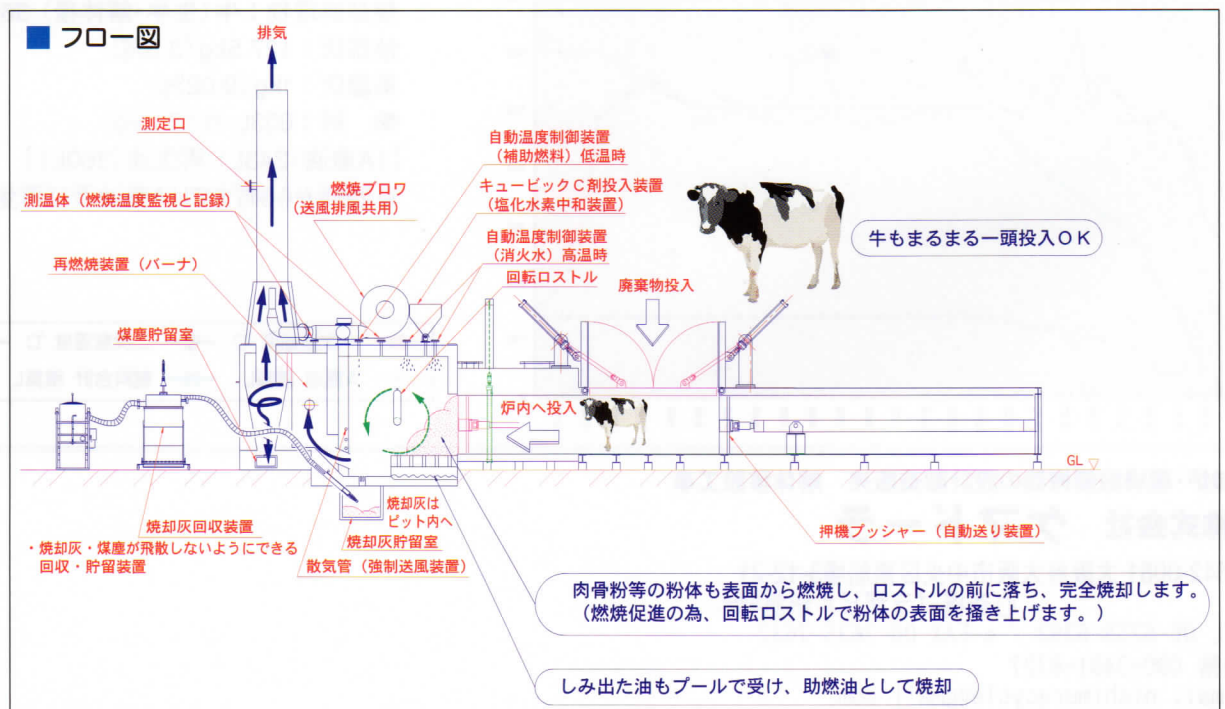 フロー図
排気
測定口
測温体（燃焼温度監視と記録）
燃焼ブロワ
（送風排風共用）
自動温度制御装置
（補助燃料）低温時
キュービックＣ剤投入装置
（塩化水素中和装置）
自動温度制御装置
（消火水）高温時
回転ロストル
廃棄物投入
牛もまるまる一頭投入ＯＫ
再燃焼装置（バーナ）
煤塵貯留室
炉内へ投入
GL
焼却灰回収装置
・焼却灰・煤塵が飛散しないようにできる
回収・貯留装置
焼却灰は
ピット内へ
焼却灰貯留室
散気管（強制送風装置）
押機プッシャー（自動送り装置）
肉骨粉等の粉体も表面から燃焼し、ロストルの前に落ち、完全焼却します。
（燃焼促進の為、回転ロストルで粉体の表面を掻き上げます。）
しみ出た油もプールで受け、助燃油として焼却